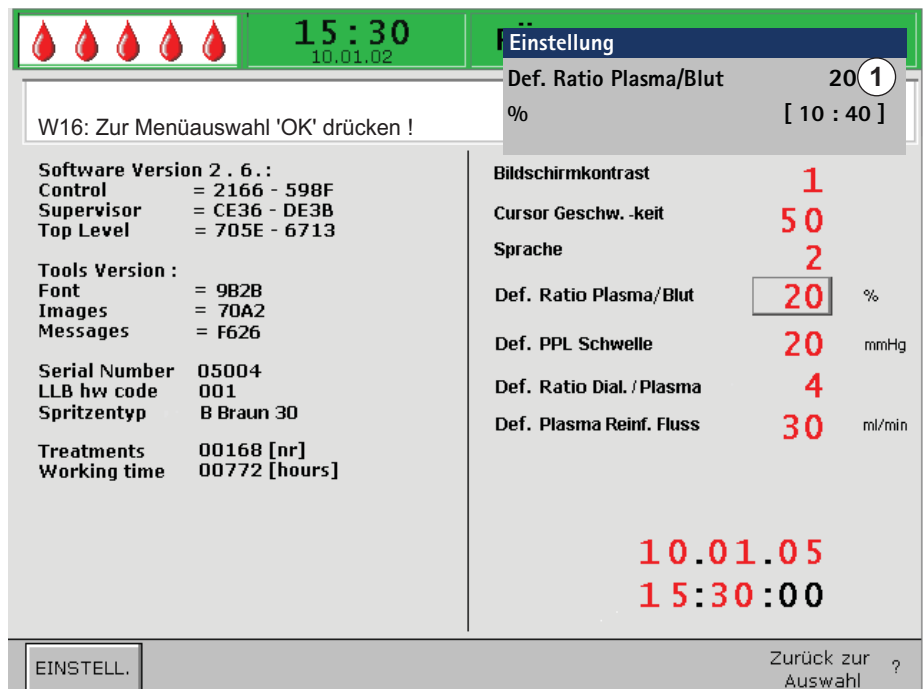 15:30
10.01.02
Einstellung
Def. Ratio Plasma/Blut 20 1
% [ 10 : 40 ]
W16: Zur Menüauswahl 'OK' drücken !
Software Version 2 . 6 . :
Control = 2166 - 598F
Supervisor = CE36 - DE3B
Top Level = 705E - 6713
Tools Version :
Font = 9B2B
Images = 70A2
Messages = F626
Serial Number 05004
LLB hw code 001
Spritzentyp B Braun 30
Treatments 00168 [nr]
Working time 00772 [hours]
Bildschirmkontrast 1
Cursor Geschw. -keit 50
Sprache 2
Def. Ratio Plasma/Blut 20 %
Def. PPL Schwelle 20 mmHg
Def. Ratio Dial. / Plasma 4
Def. Plasma Reinf. Fluss 30 ml/min
10.01.05
15:30:00
EINSTELL.
Zurück zur
Auswahl ?